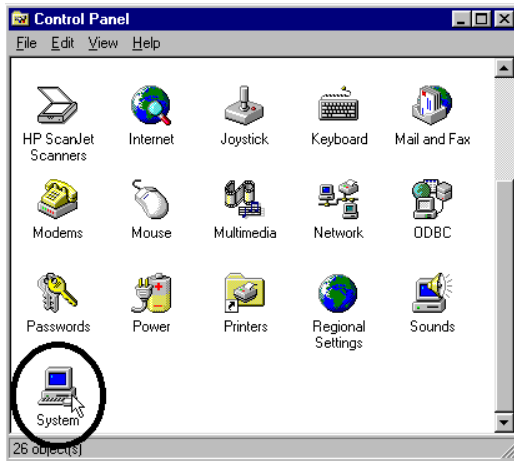 Control Panel
File Edit View Help
HP ScanJet Scanners
Internet
Joystick
Keyboard
Mail and Fax
Modems
Mouse
Multimedia
Network
ODBC
Passwords
Power
Printers
Regional Settings
Sounds
System
26 object(s)